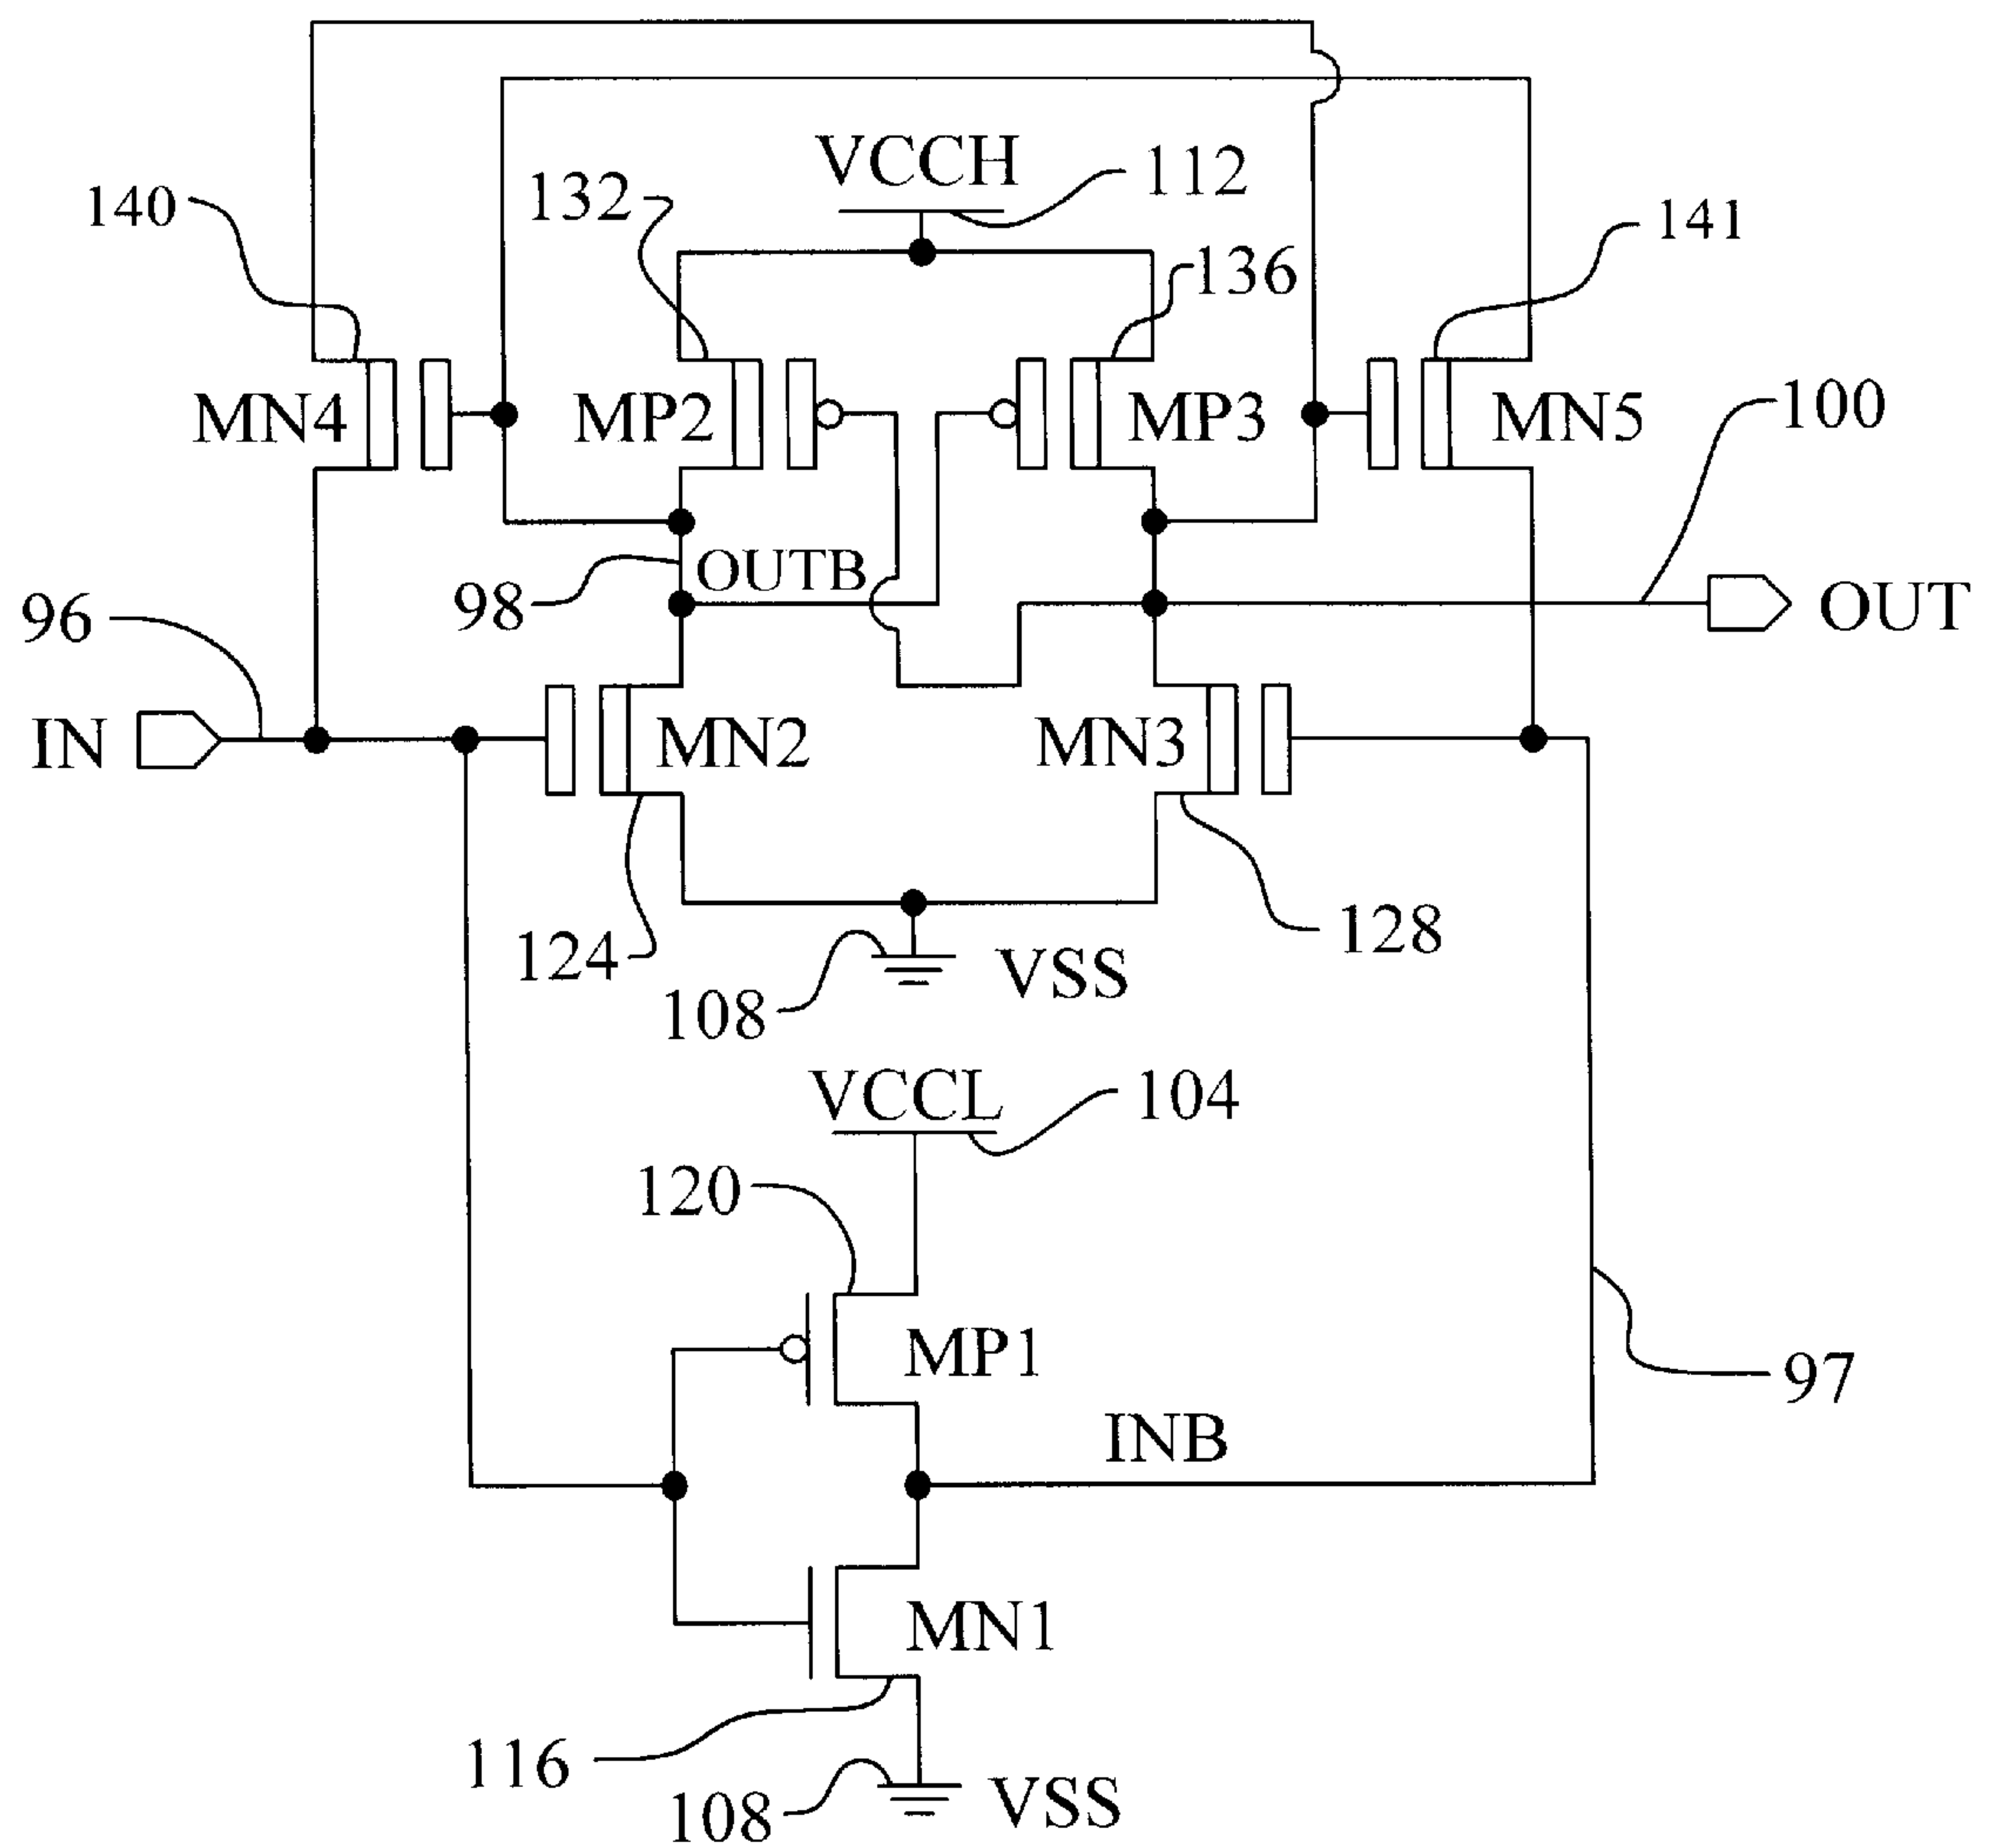 VCCH
112
132
140
141
136
100
MN4
MP2
MP3
MN5
OUTB
98
96
OUT
IN
MN2
MN3
124
128
VSS
108
VCCL
104
120
MP1
97
INB
MN1
116
108
VSS